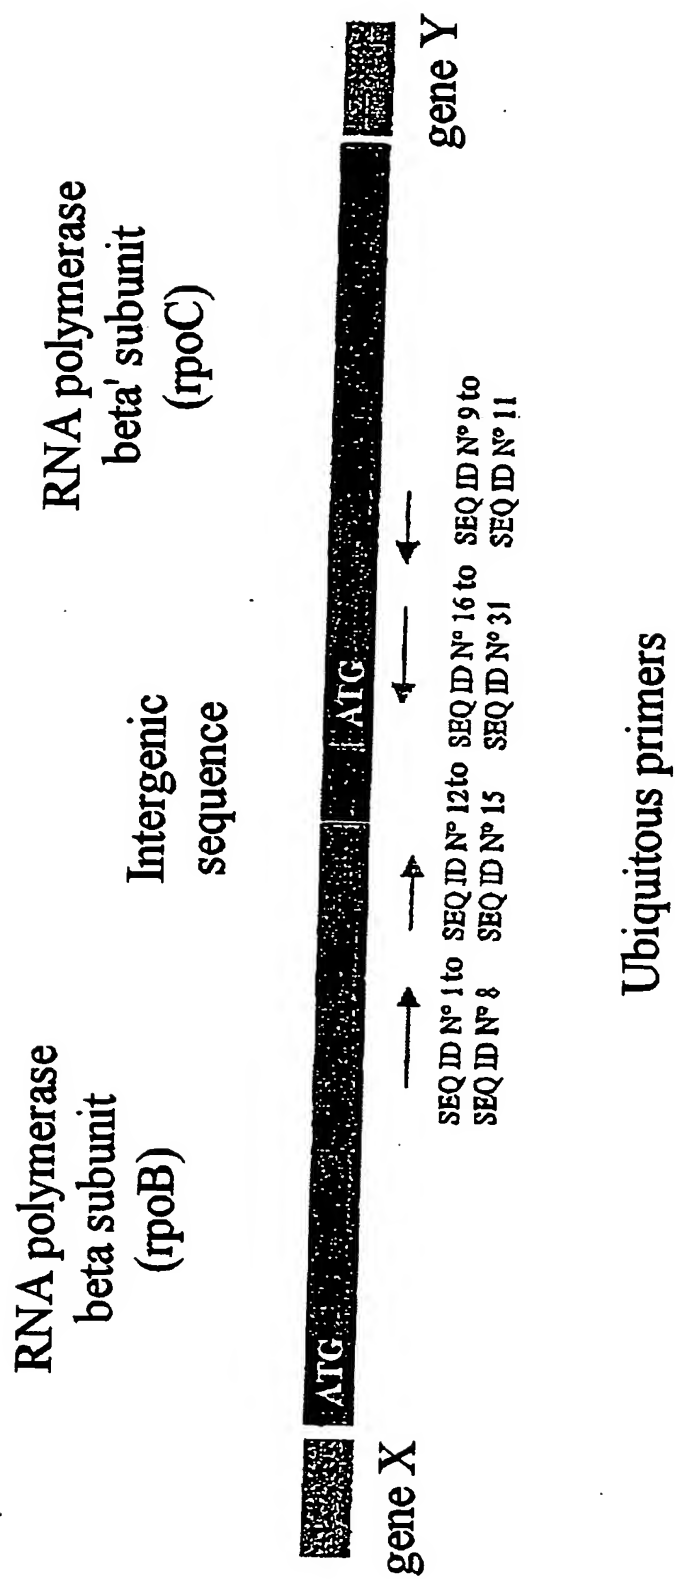 RNA polymerase
beta subunit
(rpoB)
Intergenic
sequence
RNA polymerase
beta' subunit
(rpoC)
ATG
ATG
gene X
gene Y
SEQ ID N° 1 to
SEQ ID N° 8
SEQ ID N° 12 to
SEQ ID N° 15
SEQ ID N° 16 to
SEQ ID N° 31
SEQ ID N° 9 to
SEQ ID N° 11
Ubiquitous primers